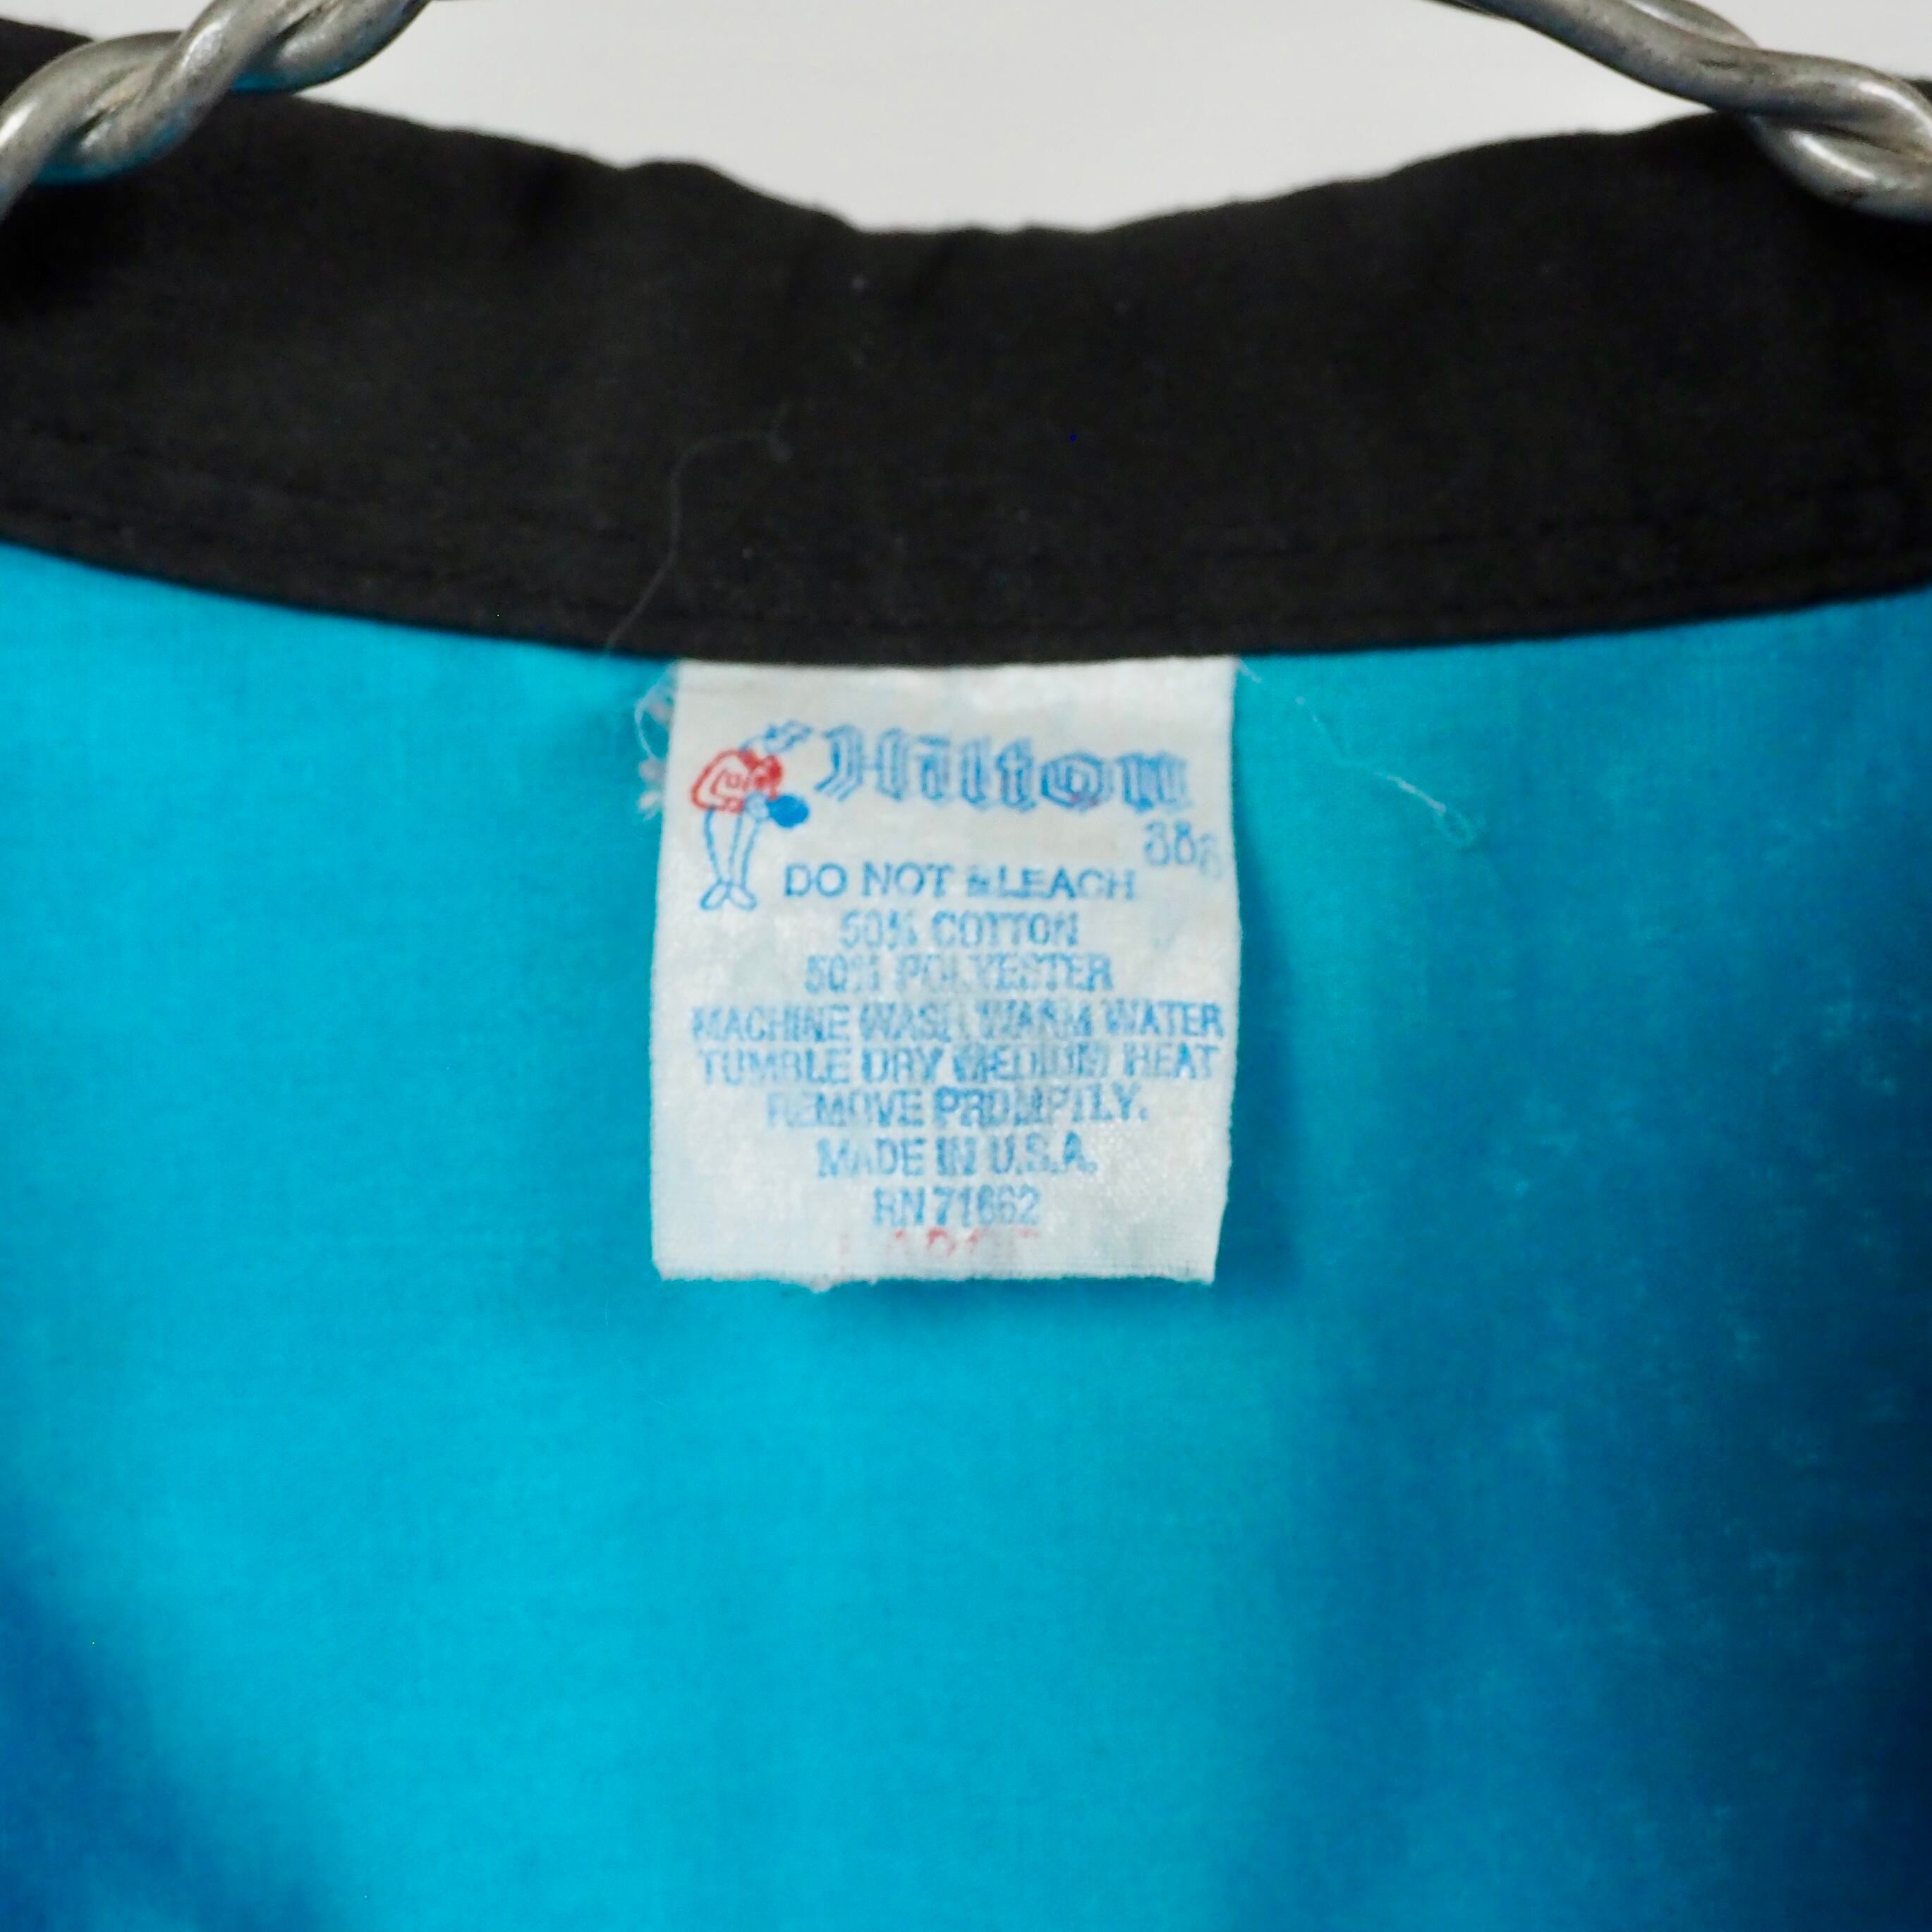 Hilton
DO NOT BLEACH
50% COTTON
50% POLYESTER
MACHINE WASH WARM WATER
TUMBLE DRY MEDIUM HEAT
REMOVE PROMPTLY.
MADE IN U.S.A.
RN 71662